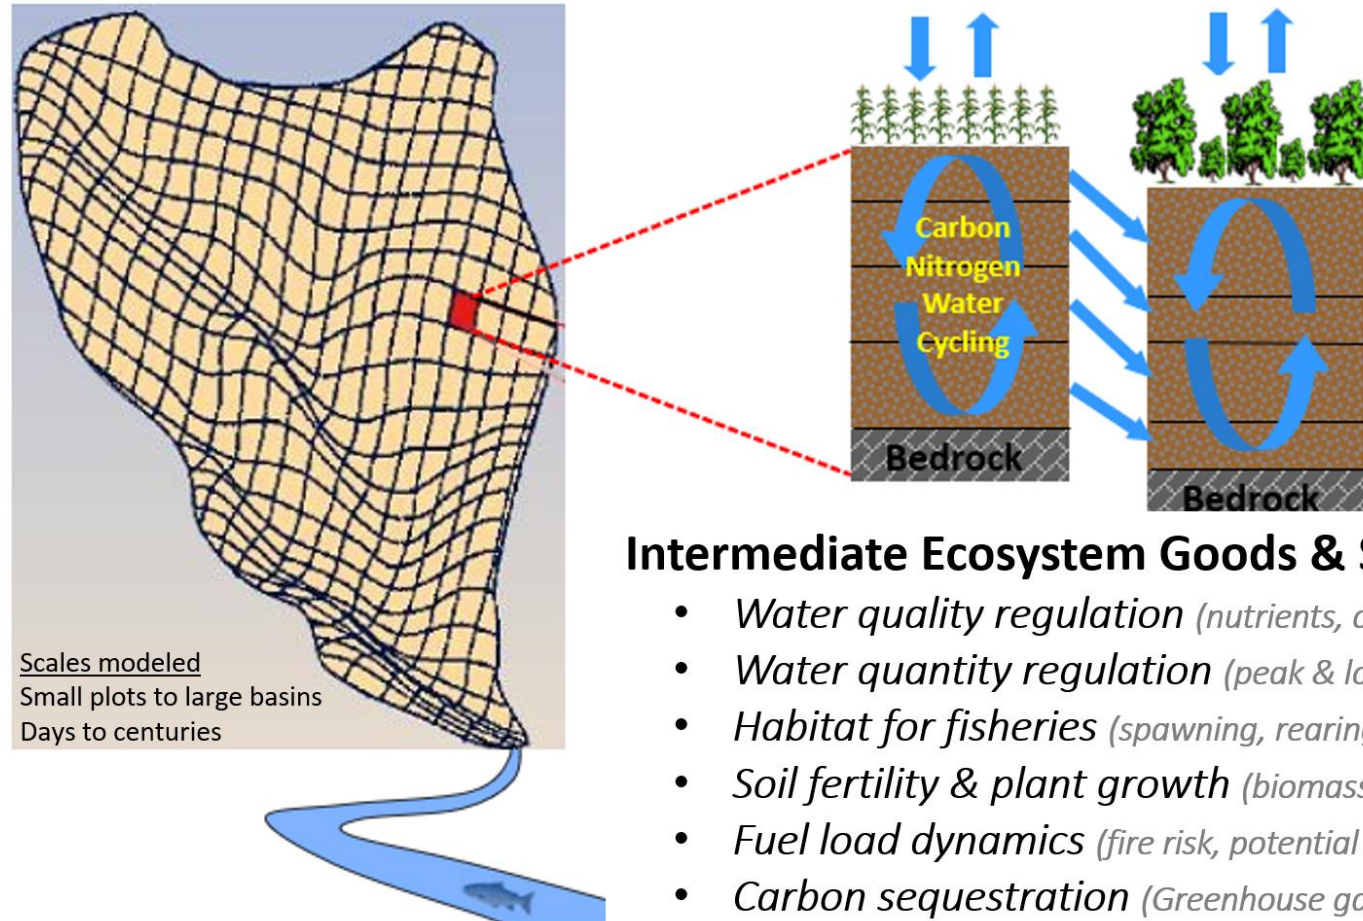 Carbon
Nitrogen
Water
Cycling
Bedrock
Bedrock
Scales modeled
Small plots to large basins
Days to centuries
Intermediate Ecosystem Goods &
• Water quality regulation (nutrients,
• Water quantity regulation (peak &
• Habitat for fisheries (spawning, rearing
• Soil fertility & plant growth (biomass
• Fuel load dynamics (fire risk, potential
• Carbon sequestration (Greenhouse